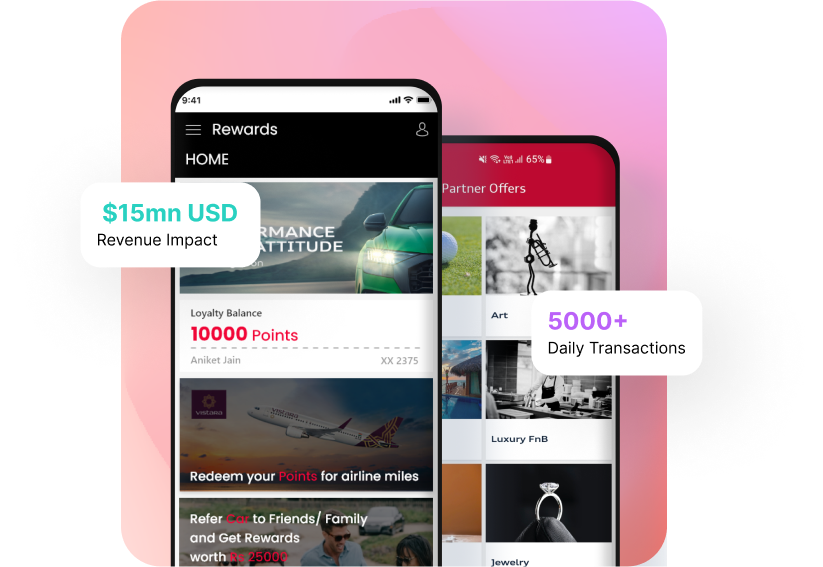 9:41
Rewards
HOME
$15mn USD
Revenue Impact
RMANCE
ATTITUDE
on
Loyalty Balance
10000 Points
Aniket Jain
XX 2375
vistara
Redeem your Points for airline miles
Refer Car to Friends/ Family
and Get Rewards
worth Rs 25000
65%
Partner Offers
Art
5000+
Daily Transactions
Luxury FnB
Jewelry